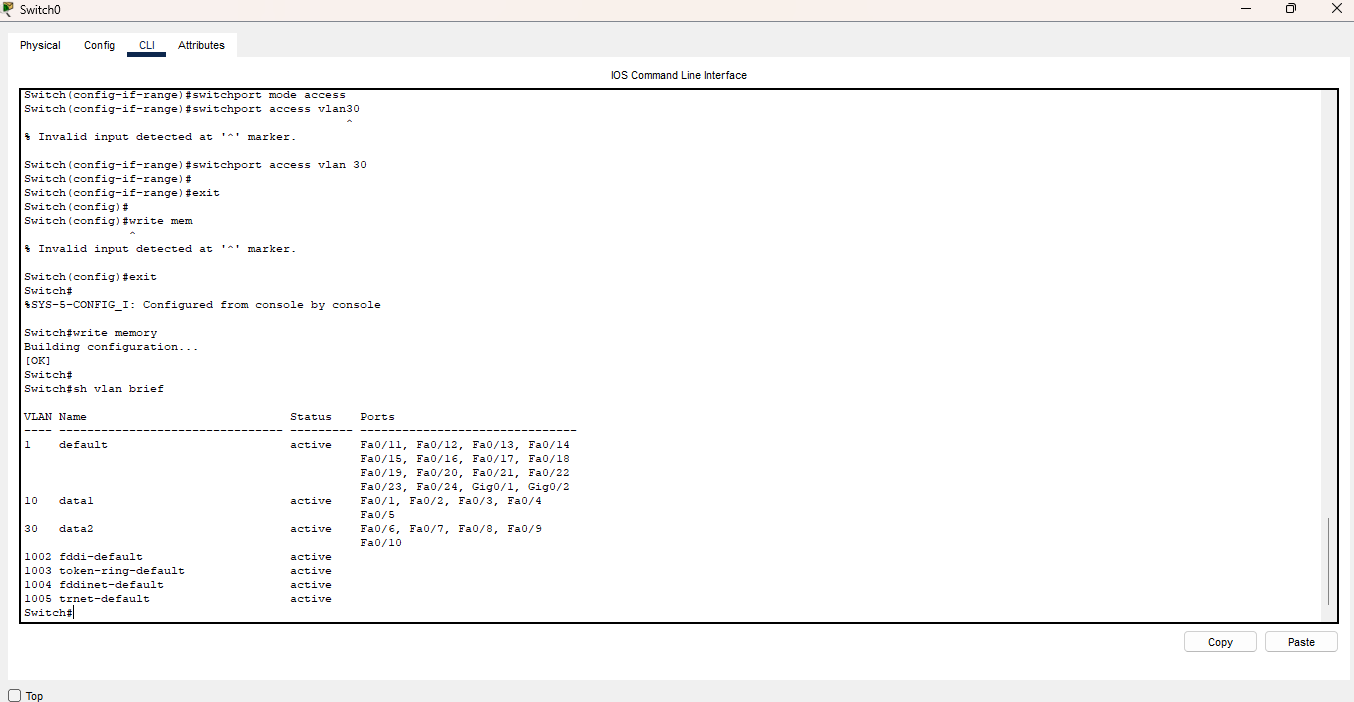 Switch0
Physical Config CLI Attributes
IOS Command Line Interface
Switch(config-if-range)#switchport mode access
Switch(config-if-range)#switchport access vlan30
^
% Invalid input detected at '^' marker.
Switch(config-if-range)#switchport access vlan 30
Switch(config-if-range)#
Switch(config-if-range)#exit
Switch(config)#
Switch(config)#write mem
^
% Invalid input detected at '^' marker.
Switch(config)#exit
Switch#
%SYS-5-CONFIG_I: Configured from console by console
Switch#write memory
Building configuration...
[OK]
Switch#
Switch#sh vlan brief
VLAN Name Status Ports
---- -------------------------------- --------- -------------------------------
1 default active Fa0/11, Fa0/12, Fa0/13, Fa0/14
Fa0/15, Fa0/16, Fa0/17, Fa0/18
Fa0/19, Fa0/20, Fa0/21, Fa0/22
Fa0/23, Fa0/24, Gig0/1, Gig0/2
10 data1 active Fa0/1, Fa0/2, Fa0/3, Fa0/4
Fa0/5
30 data2 active Fa0/6, Fa0/7, Fa0/8, Fa0/9
Fa0/10
1002 fddi-default active
1003 token-ring-default active
1004 fddinet-default active
1005 trnet-default active
Switch#
Copy Paste
Top